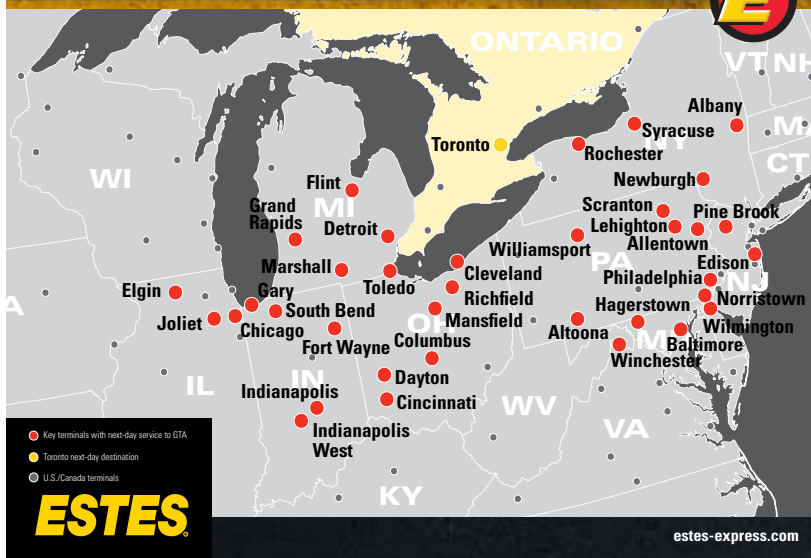 E
ONTARIO
VT
NH
Albany
MA
Syracuse
Toronto
Rochester
NY
CT
WI
Flint
MI
Newburgh
Grand
Rapids
Scranton
Pine Brook
Detroit
Lehighton
Allentown
Williamsport
PA
Edison
Marshall
Toledo
Cleveland
Philadelphia
NJ
Elgin
Gary
Richfield
Norristown
South Bend
Mansfield
Hagerstown
Joliet
Chicago
OH
Altoona
Wilmington
Fort Wayne
Columbus
Baltimore
Winchester
Dayton
IL
IN
Indianapolis
Cincinnati
WV
VA
Indianapolis
West
KY
Key terminals with next-day service to GTA
Toronto next-day destination
U.S./Canada terminals
ESTES
estes-express.com